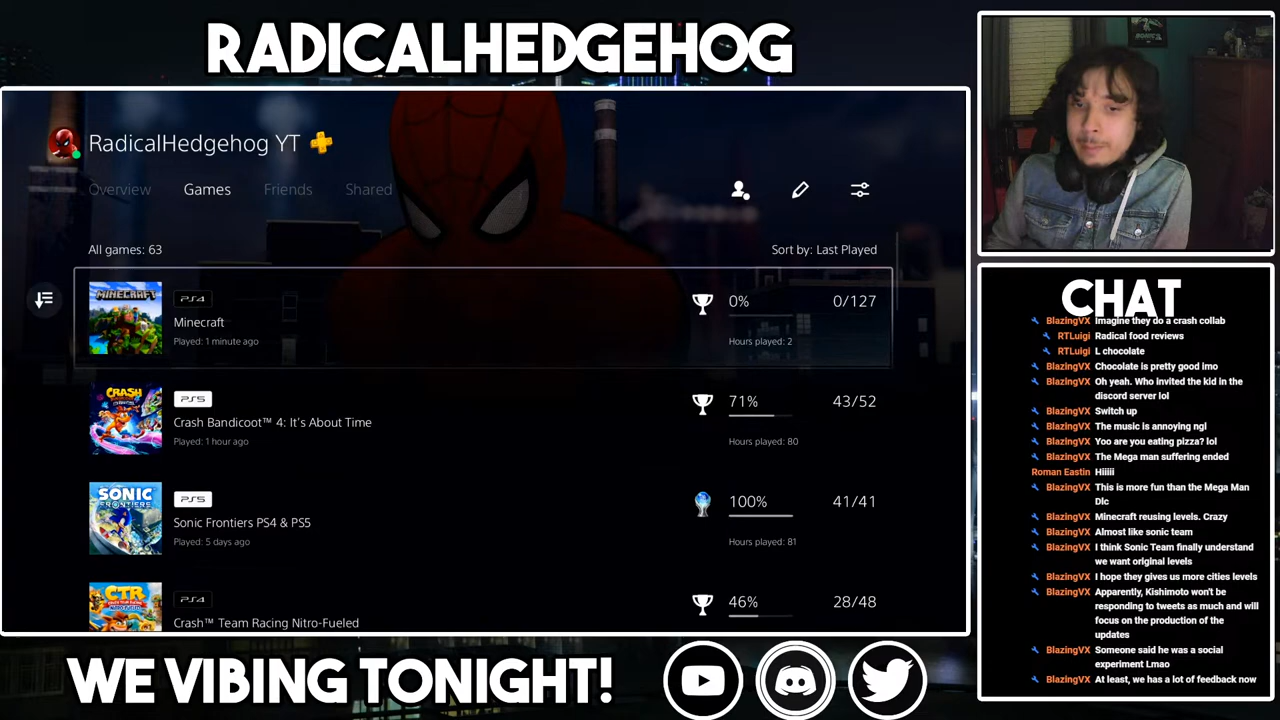 RADICALHEDGEHOG
RadicalHedgehog YT
Overview Games Friends Shared
All games: 63 Sort by: Last Played
MINECRAFT
PS4
Minecraft
Played: 1 minute ago
0% 0/127
Hours played: 2
CRASH
PS5
Crash Bandicoot™ 4: It's About Time
Played: 1 hour ago
71% 43/52
Hours played: 80
SONIC
FRONTIERS
PS5
Sonic Frontiers PS4 & PS5
Played: 5 days ago
100% 41/41
Hours played: 81
CTR
PS4
Crash™ Team Racing Nitro-Fueled
46% 28/48
WE VIBING TONIGHT!
CHAT
BlazingVX Imagine they do a crash collab
RTLuigi Radical food reviews
RTLuigi L chocolate
BlazingVX Chocolate is pretty good imo
BlazingVX Oh yeah. Who invited the kid in the
discord server lol
BlazingVX Switch up
BlazingVX The music is annoying ngl
BlazingVX Yoo are you eating pizza? lol
BlazingVX The Mega man suffering ended
Roman Eastin Hiiiii
BlazingVX This is more fun than the Mega Man
Dlc
BlazingVX Minecraft reusing levels. Crazy
BlazingVX Almost like sonic team
BlazingVX I think Sonic Team finally understand
we want original levels
BlazingVX I hope they gives us more cities levels
BlazingVX Apparently, Kishimoto won't be
responding to tweets as much and will
focus on the production of the
updates
BlazingVX Someone said he was a social
experiment Lmao
BlazingVX At least, we has a lot of feedback now